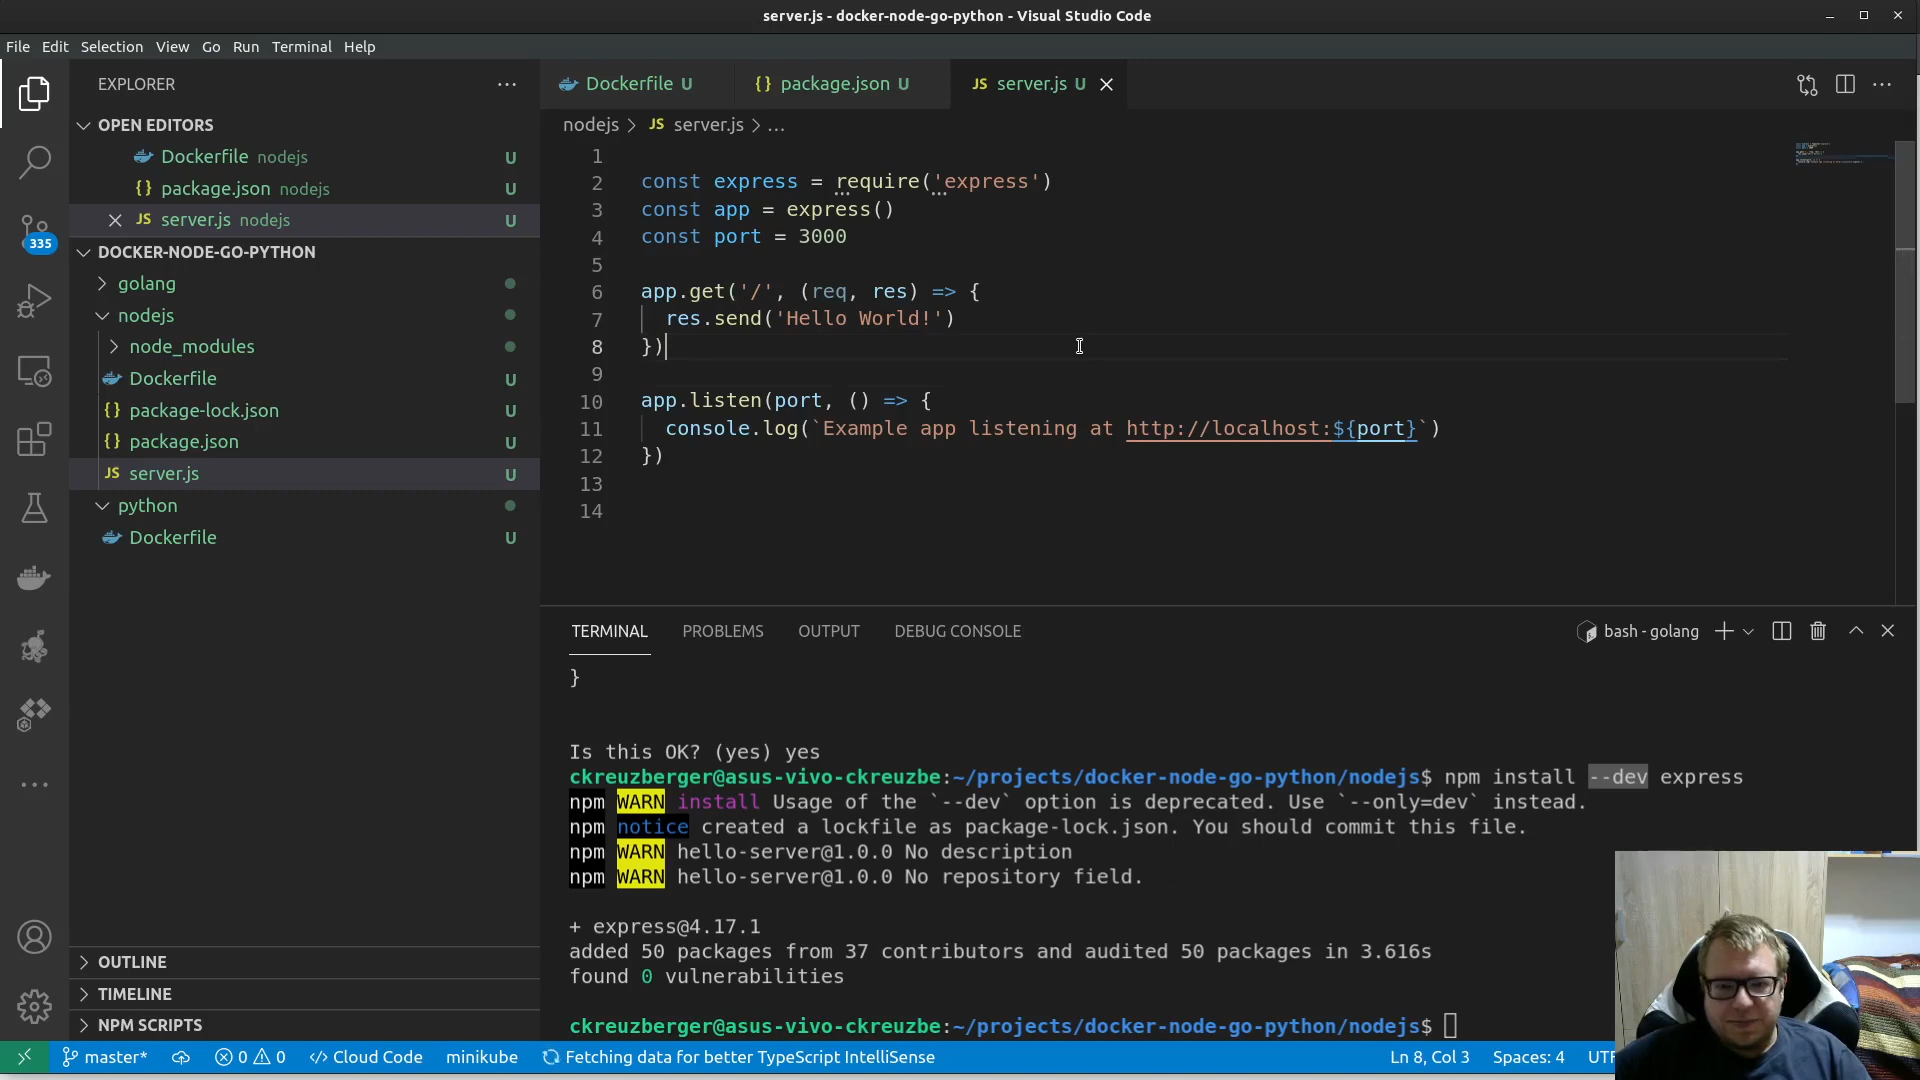 server.js - docker-node-go-python - Visual Studio Code
File Edit Selection View Go Run Terminal Help
EXPLORER
OPEN EDITORS
Dockerfile nodejs U
package.json nodejs U
JS server.js nodejs U
335
DOCKER-NODE-GO-PYTHON
golang
nodejs
node_modules
Dockerfile U
{} package-lock.json U
{} package.json U
JS server.js U
python
Dockerfile U
OUTLINE
TIMELINE
NPM SCRIPTS
Dockerfile U {} package.json U JS server.js U
nodejs > JS server.js > ...
1
2 const express = require('express')
3 const app = express()
4 const port = 3000
5
6 app.get('/', (req, res) => {
7 res.send('Hello World!')
8 })
9
10 app.listen(port, () => {
11 console.log(`Example app listening at http://localhost:${port}`)
12 })
13
14
TERMINAL PROBLEMS OUTPUT DEBUG CONSOLE bash - golang
}
Is this OK? (yes) yes
ckreuzberger@asus-vivo-ckreuzbe:~/projects/docker-node-go-python/nodejs$ npm install --dev express
npm WARN install Usage of the `--dev` option is deprecated. Use `--only=dev` instead.
npm notice created a lockfile as package-lock.json. You should commit this file.
npm WARN hello-server@1.0.0 No description
npm WARN hello-server@1.0.0 No repository field.
+ express@4.17.1
added 50 packages from 37 contributors and audited 50 packages in 3.616s
found 0 vulnerabilities
ckreuzberger@asus-vivo-ckreuzbe:~/projects/docker-node-go-python/nodejs$
master* 0 0 Cloud Code minikube Fetching data for better TypeScript IntelliSense Ln 8, Col 3 Spaces: 4 UTF